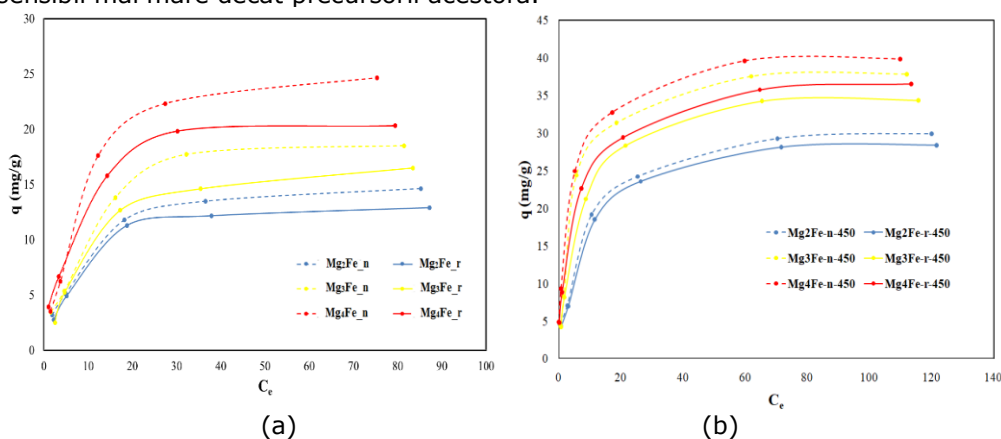 sensibil mai mare decât precursorii acestora.
30
25
20
15
10
5
0
q (mg/g)
Mg2Fe_n Mg2Fe_r
Mg3Fe_n Mg3Fe_r
Mg4Fe_n Mg4Fe_r
0 10 20 30 40 50 60 70 80 90 100
Ce
(a)
45
40
35
30
25
20
15
10
5
0
q (mg/g)
Mg2Fe-n-450 Mg2Fe-r-450
Mg3Fe-n-450 Mg3Fe-r-450
Mg4Fe-n-450 Mg4Fe-r-450
0 20 40 60 80 100 120 140
Ce
(b)